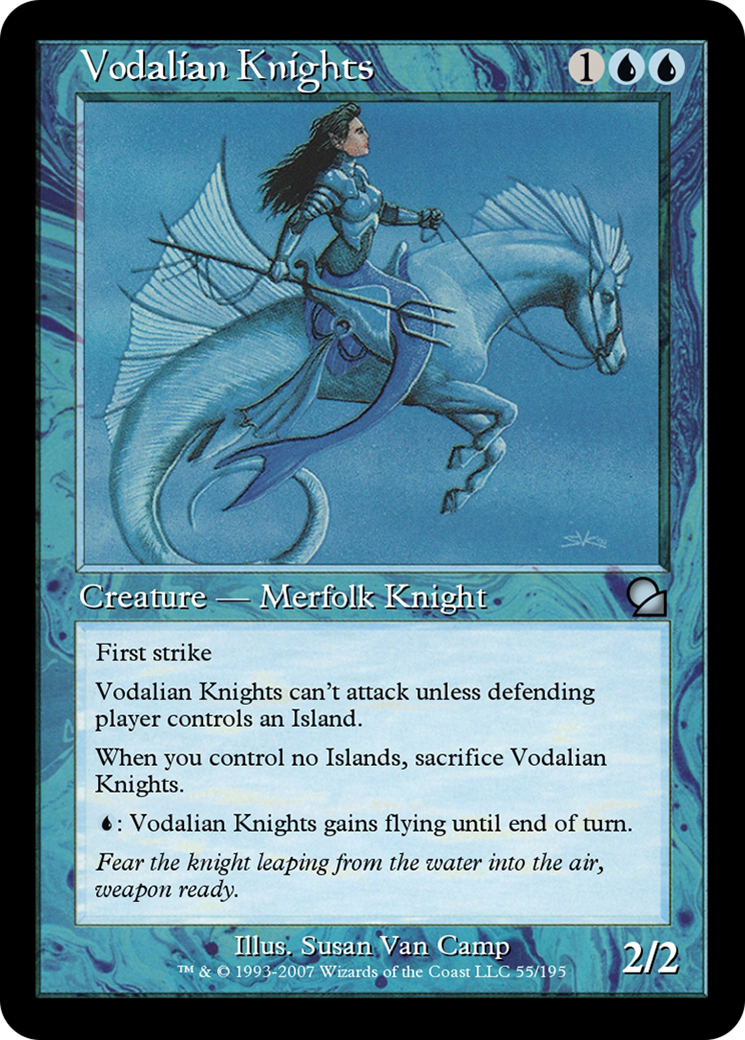 Vodalian Knights 1
SVC
Creature — Merfolk Knight
First strike
Vodalian Knights can't attack unless defending
player controls an Island.
When you control no Islands, sacrifice Vodalian
Knights.
: Vodalian Knights gains flying until end of turn.
Fear the knight leaping from the water into the air,
weapon ready.
Illus. Susan Van Camp
™ & © 1993-2007 Wizards of the Coast LLC 55/195
2/2